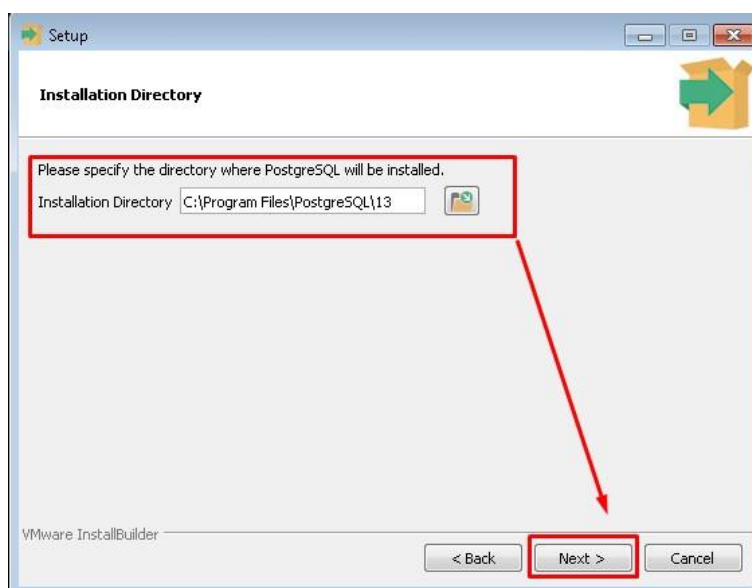 Setup
Installation Directory
Please specify the directory where PostgreSQL will be installed.
Installation Directory C:\Program Files\PostgreSQL\13
VMware InstallBuilder
< Back Next > Cancel